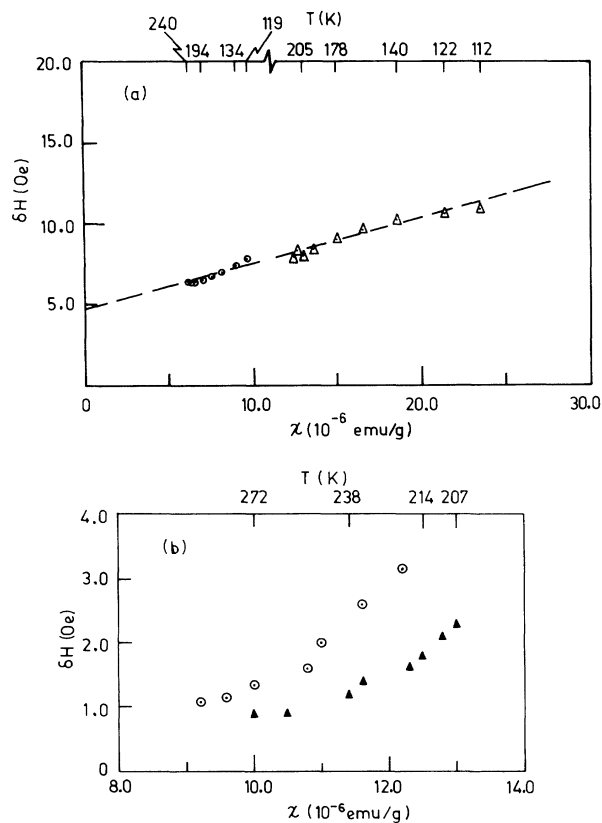 240 119 T(K)
194 134 205 178 140 122 112
20.0
(a)
15.0
δH(Oe)
10.0
5.0
0 10.0 20.0 30.0
χ(10⁻⁶ emu/g)
T(K)
272 238 214 207
4.0
(b)
3.0
δH(Oe)
2.0
1.0
0
8.0 10.0 12.0 14.0
χ(10⁻⁶emu/g)